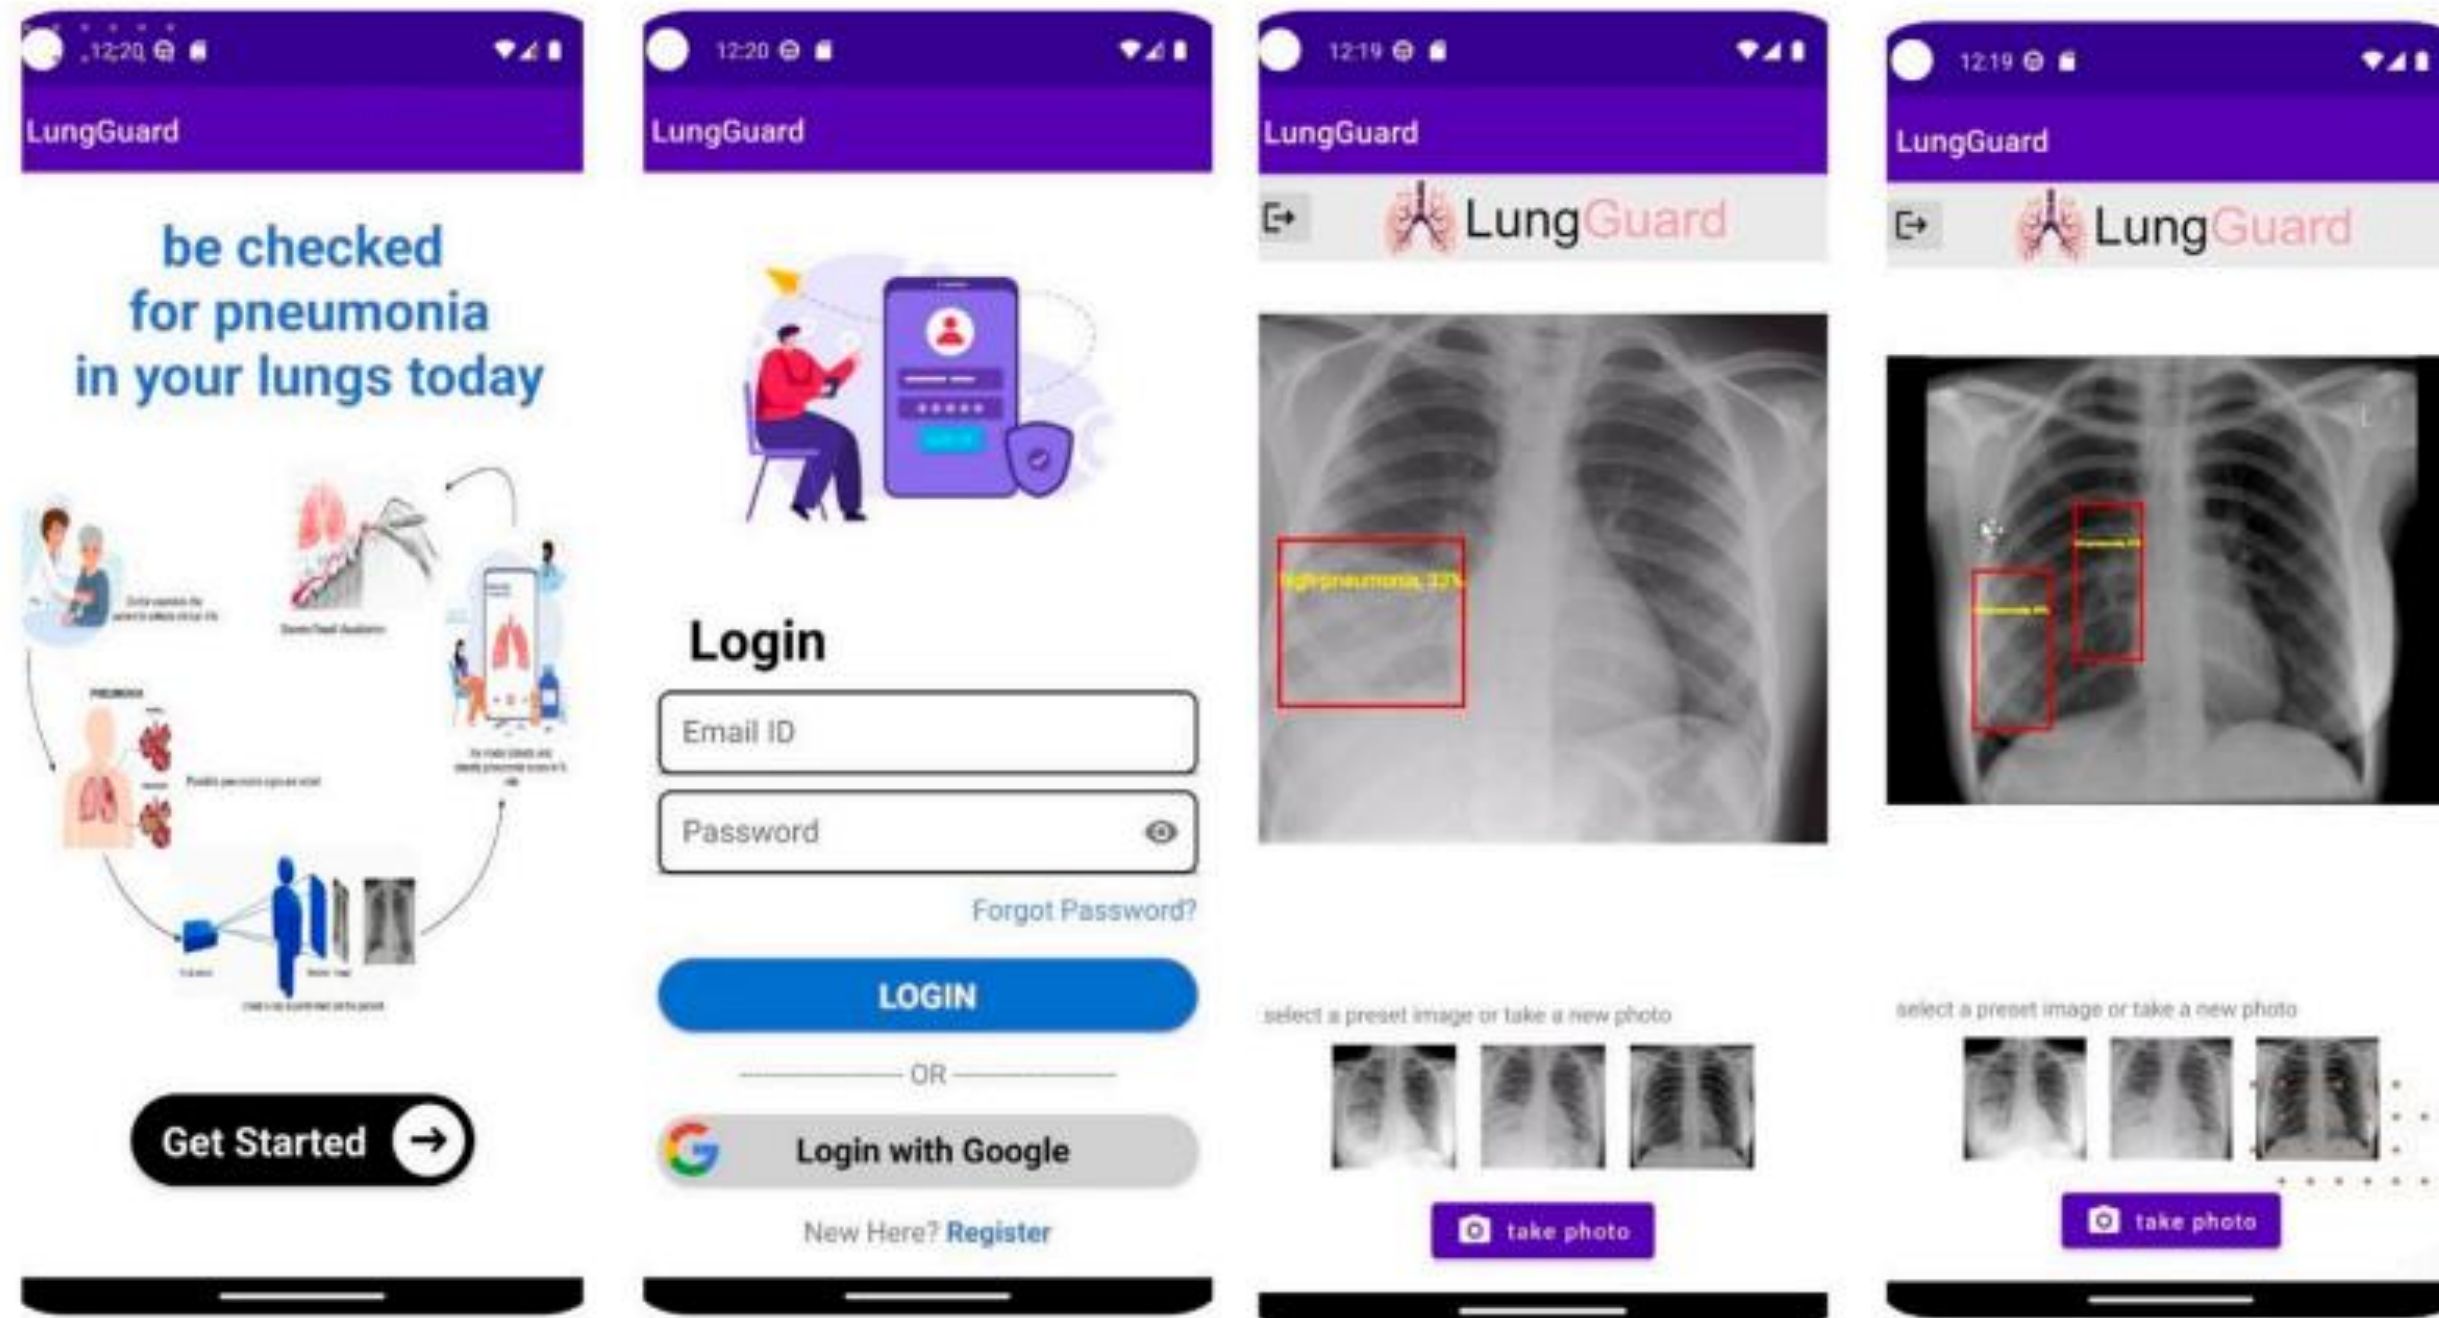 12:20
LungGuard
be checked
for pneumonia
in your lungs today
PNEUMONIA
Get Started
12:20
LungGuard
Login
Email ID
Password
Forgot Password?
LOGIN
OR
Login with Google
New Here? Register
12:19
LungGuard
LungGuard
select a preset image or take a new photo
take photo
12:19
LungGuard
LungGuard
L
select a preset image or take a new photo
take photo